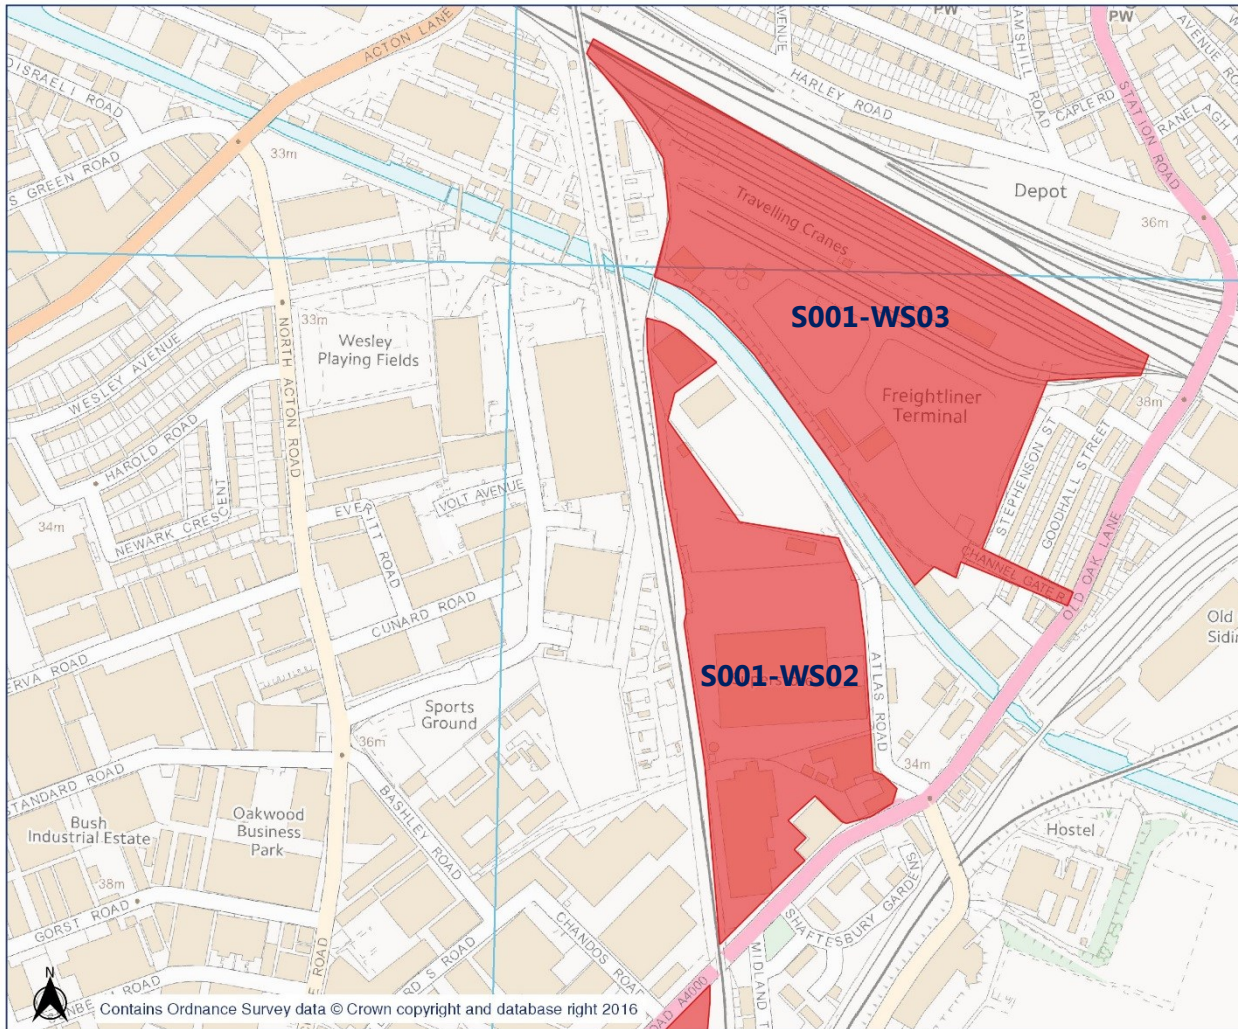 PW
PW
ACTON LANE
HARLEY ROAD
CAPLE RD
STATION ROAD
DISRAELI ROAD
33m
S GREEN ROAD
Depot
36m
Travelling Cranes
S001-WS03
33m
Wesley
Playing Fields
WESLEY AVENUE
NORTH ACTON ROAD
Freightliner
Terminal
38m
HAROLD ROAD
STEPHENSON ST
GOODHALL STREET
NEWARK CRESCENT
34m
VOLT AVENUE
EVERITT ROAD
CHANNEL GATE R
OLD OAK LANE
CUNARD ROAD
Old
Sidin
ERVA ROAD
S001-WS02
ATLAS ROAD
Sports
Ground
36m
34m
STANDARD ROAD
BASHLEY ROAD
Bush
Industrial Estate
Oakwood
Business
Park
Hostel
38m
GORST ROAD
SHAFTESBURY GARDENS
CHANDOS ROA
S ROAD
E ROAD
MIDLAND T
ROAD A4000
N
Contains Ordnance Survey data © Crown copyright and database right 2016